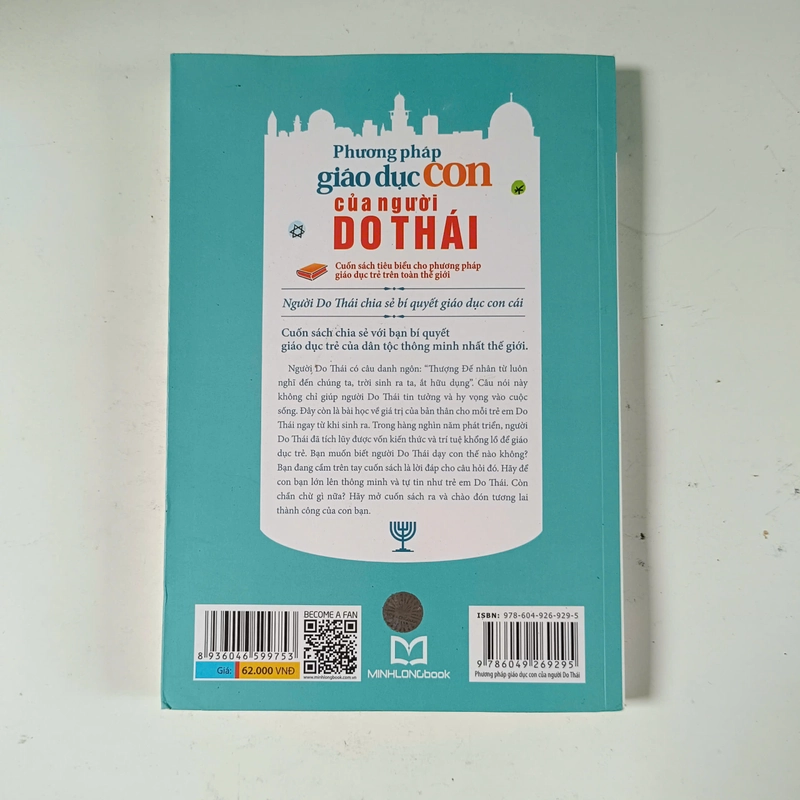 Phương pháp
giáo dục con
của người
DO THÁI
Cuốn sách tiêu biểu cho phương pháp
giáo dục trẻ trên toàn thế giới
Người Do Thái chia sẻ bí quyết giáo dục con cái
Cuốn sách chia sẻ với bạn bí quyết
giáo dục trẻ của dân tộc thông minh nhất thế giới.
Người Do Thái có câu danh ngôn: “Thượng Đế nhân từ luôn
nghĩ đến chúng ta, trời sinh ra ta, ắt hữu dụng”. Câu nói này
không chỉ giúp người Do Thái tin tưởng và hy vọng vào cuộc
sống. Đây còn là bài học về giá trị của bản thân cho mỗi trẻ em Do
Thái ngay từ khi sinh ra. Trong hàng nghìn năm phát triển, người
Do Thái đã tích lũy được vốn kiến thức và trí tuệ khổng lồ để giáo
dục trẻ. Bạn muốn biết người Do Thái dạy con thế nào không?
Bạn đang cầm trên tay cuốn sách là lời đáp cho câu hỏi đó. Hãy để
con bạn lớn lên thông minh và tự tin như trẻ em Do Thái. Còn
chần chừ gì nữa? Hãy mở cuốn sách ra và chào đón tương lai
thành công của con bạn.
8 936046 599753
Giá: 62.000 VNĐ
BECOME A FAN
www.minhlongbook.com.vn
MINHLONGbook
ISBN: 978-604-926-929-5
9 786049 269295
Phương pháp giáo dục con của người Do Thái